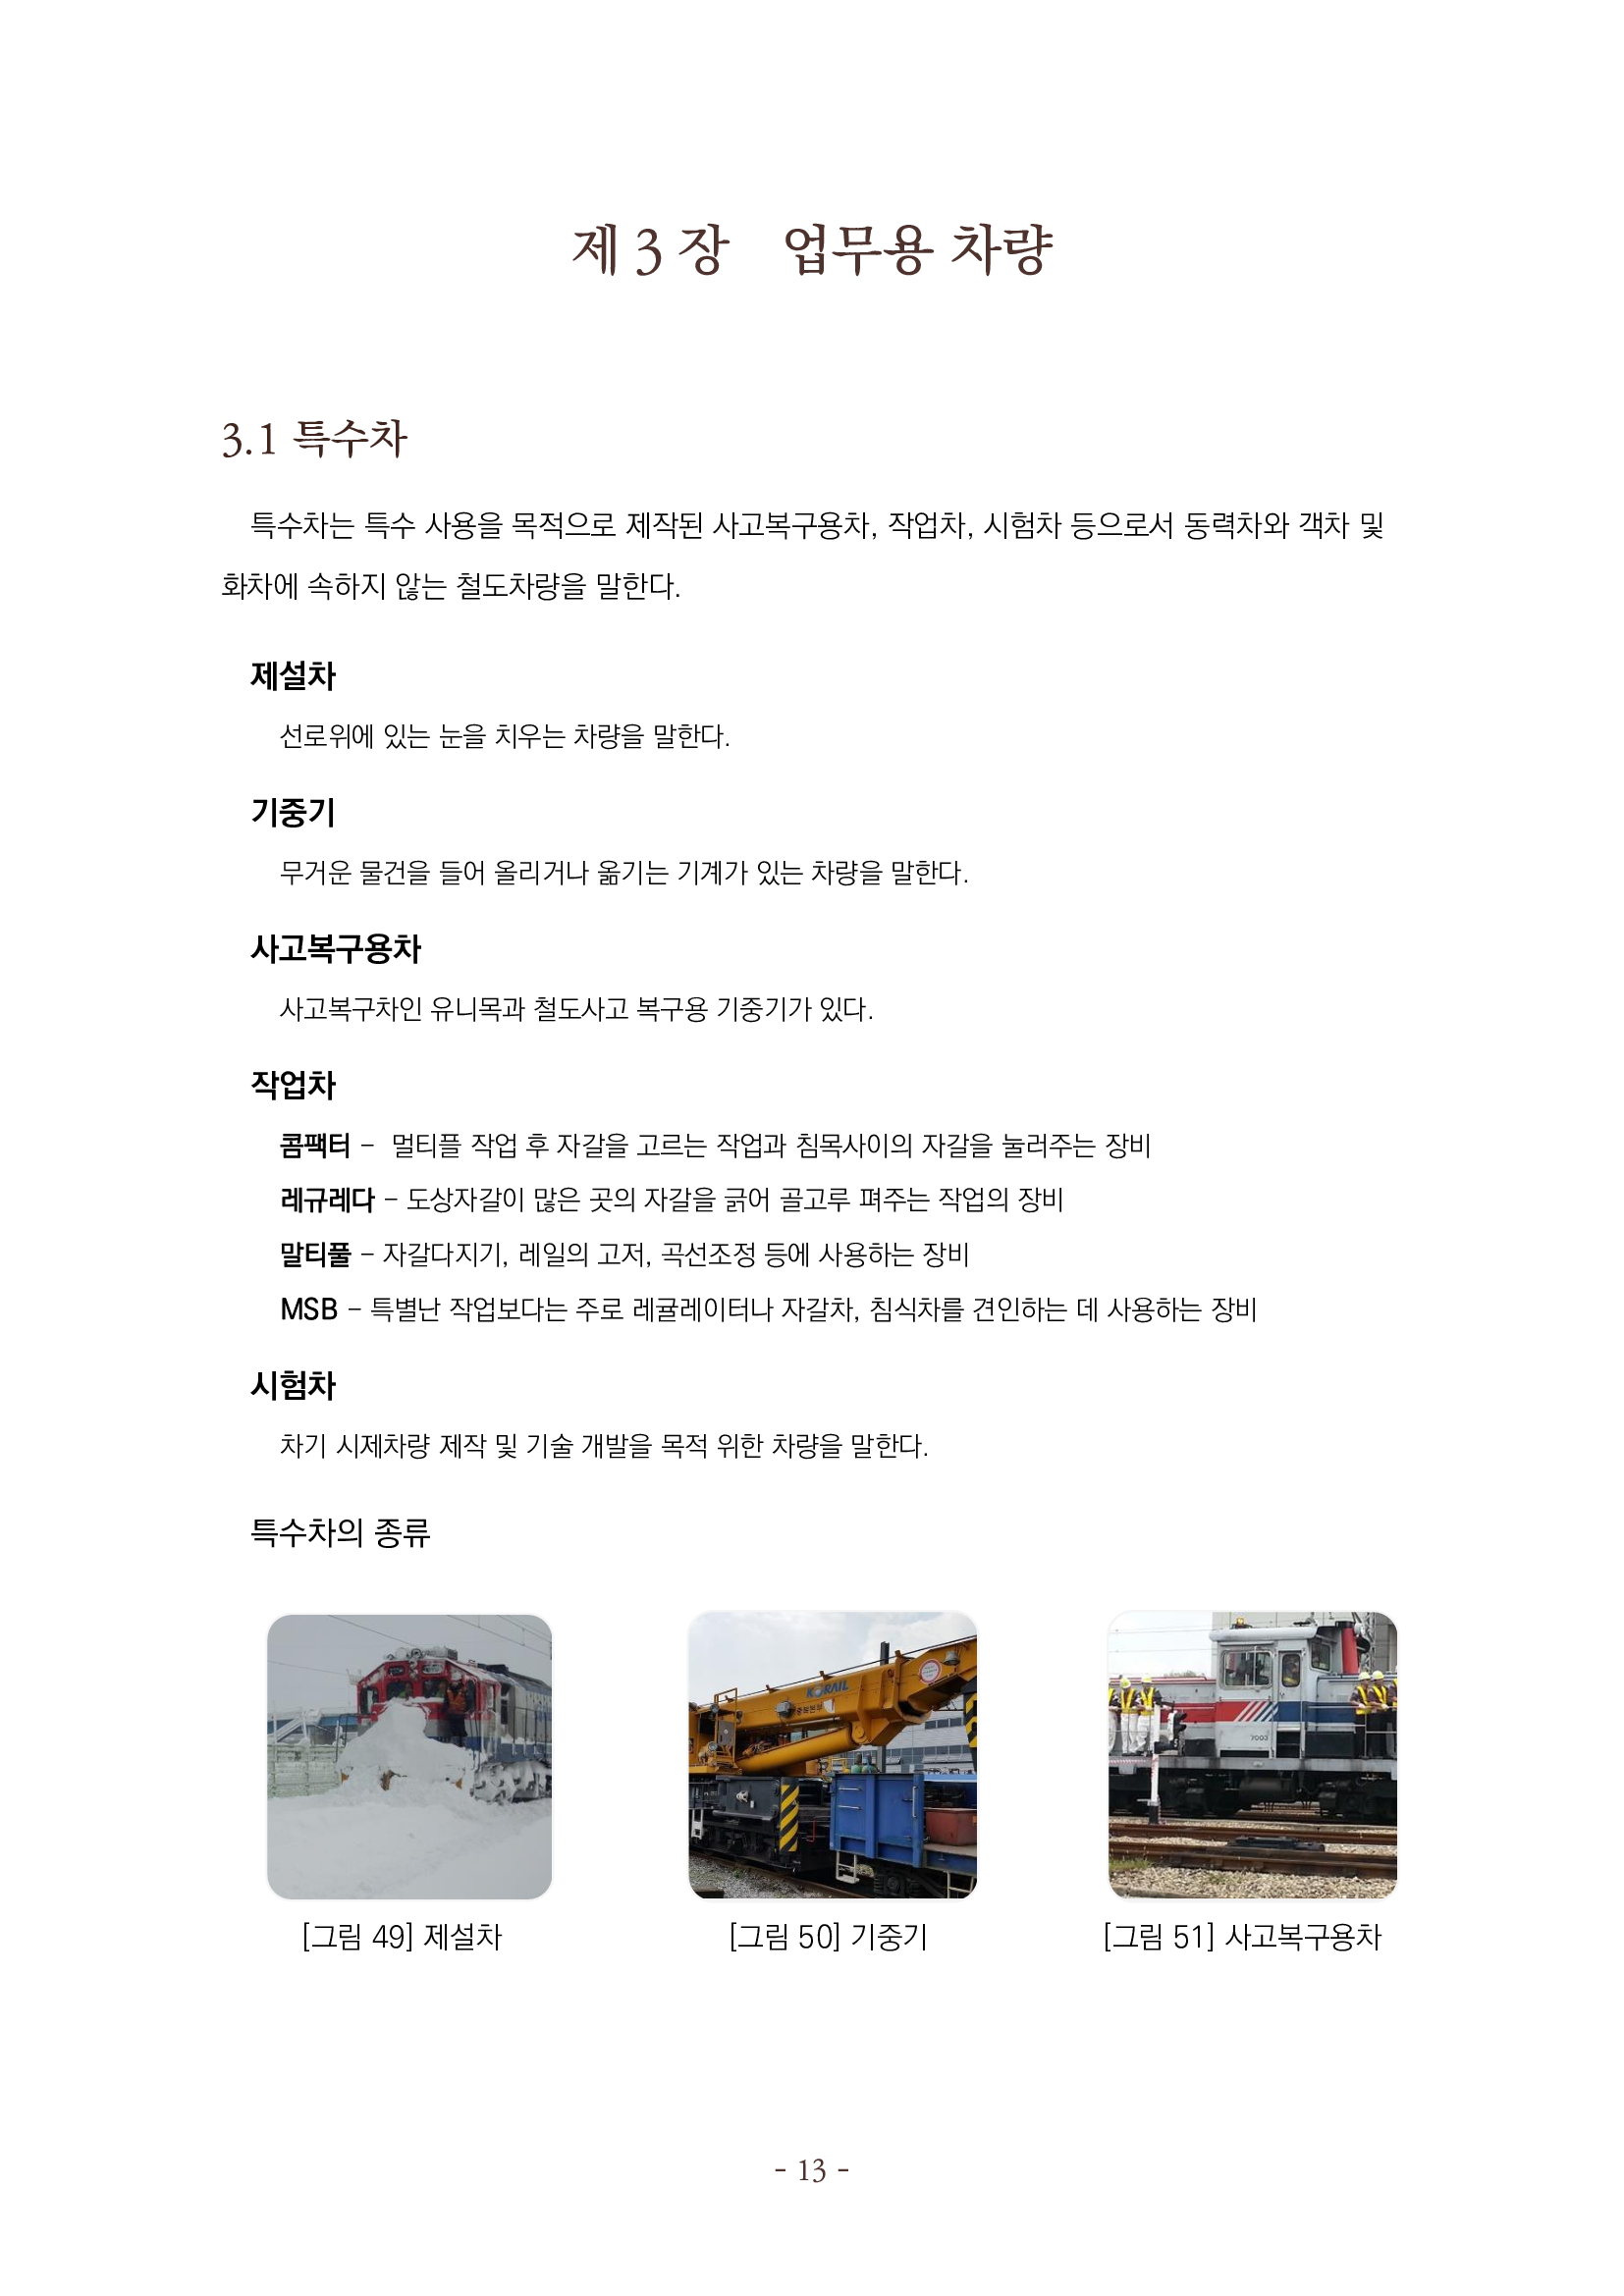 제 3 장 업무용 차량
3.1 특수차
특수차는 특수 사용을 목적으로 제작된 사고복구용차, 작업차, 시험차 등으로서 동력차와 객차 및
화차에 속하지 않는 철도차량을 말한다.
제설차
선로위에 있는 눈을 치우는 차량을 말한다.
기중기
무거운 물건을 들어 올리거나 옮기는 기계가 있는 차량을 말한다.
사고복구용차
사고복구차인 유니목과 철도사고 복구용 기중기가 있다.
작업차
콤팩터 - 멀티플 작업 후 자갈을 고르는 작업과 침목사이의 자갈을 눌러주는 장비
레규레다 - 도상자갈이 많은 곳의 자갈을 긁어 골고루 펴주는 작업의 장비
말티풀 - 자갈다지기, 레일의 고저, 곡선조정 등에 사용하는 장비
MSB - 특별난 작업보다는 주로 레귤레이터나 자갈차, 침식차를 견인하는 데 사용하는 장비
시험차
차기 시제차량 제작 및 기술 개발을 목적 위한 차량을 말한다.
특수차의 종류
KORAIL
충북본부
7003
[그림 49] 제설차
[그림 50] 기중기
[그림 51] 사고복구용차
- 13 -